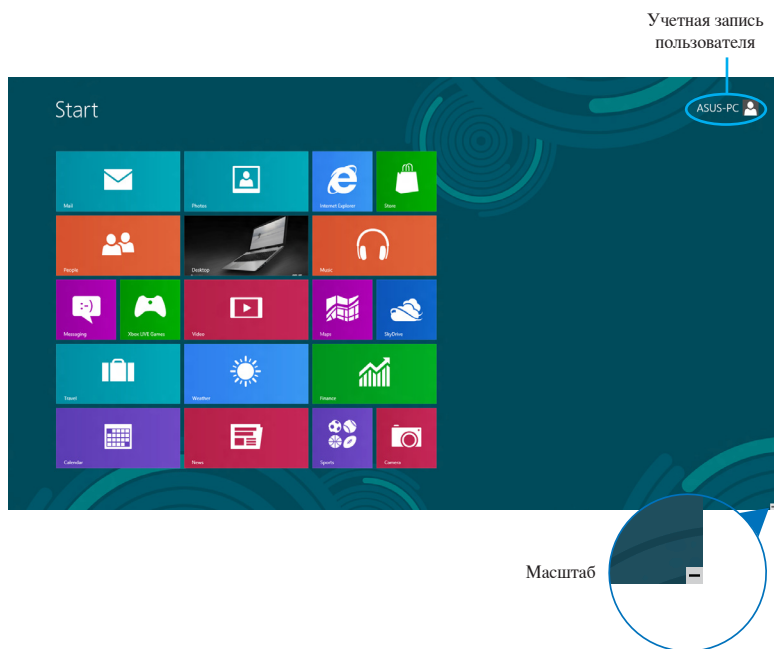 Учетная запись
пользователя
Start
ASUS-PC
Mail
Photos
Internet Explorer
Store
People
Desktop
Music
Messaging
Xbox LIVE Games
Video
Maps
SkyDrive
Travel
Weather
Finance
Calendar
News
Sports
Camera
Масштаб